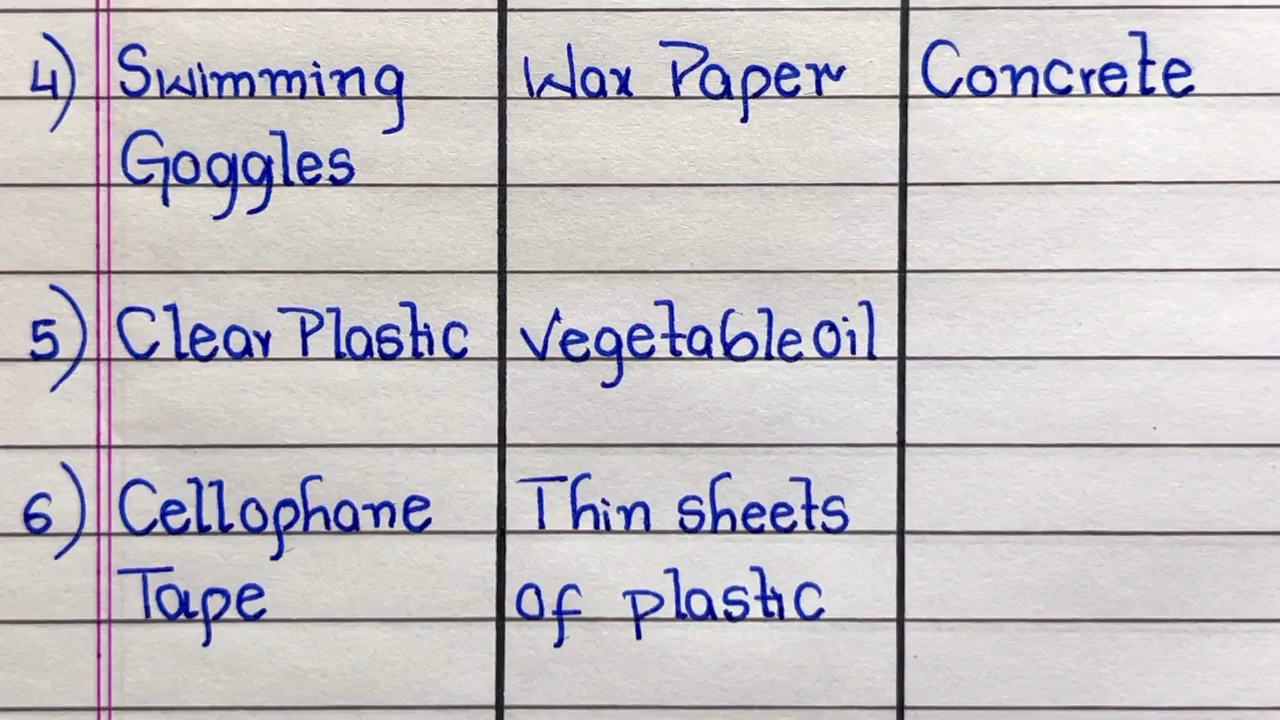 4) Swimming Goggles Wax Paper Concrete
5) Clear Plastic Vegetable oil
6) Cellophane Tape Thin sheets of plastic